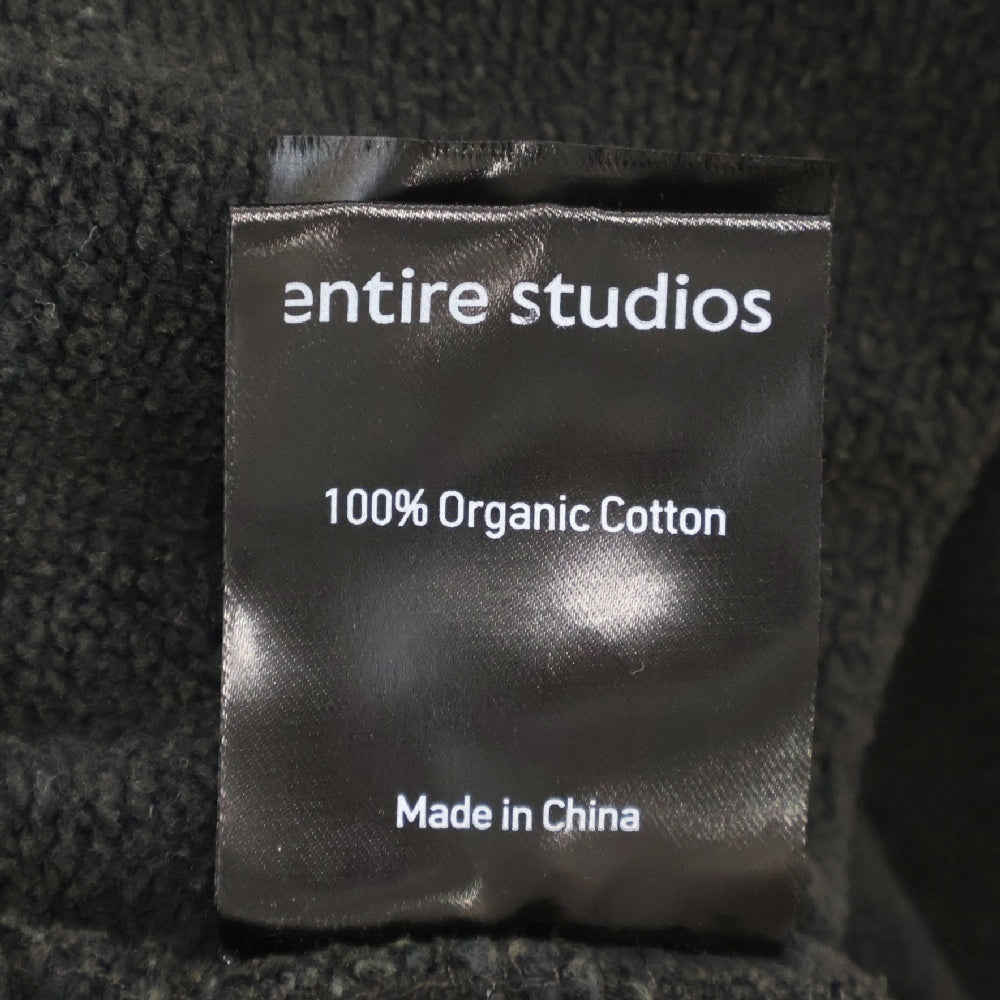 entire studios
100% Organic Cotton
Made in China